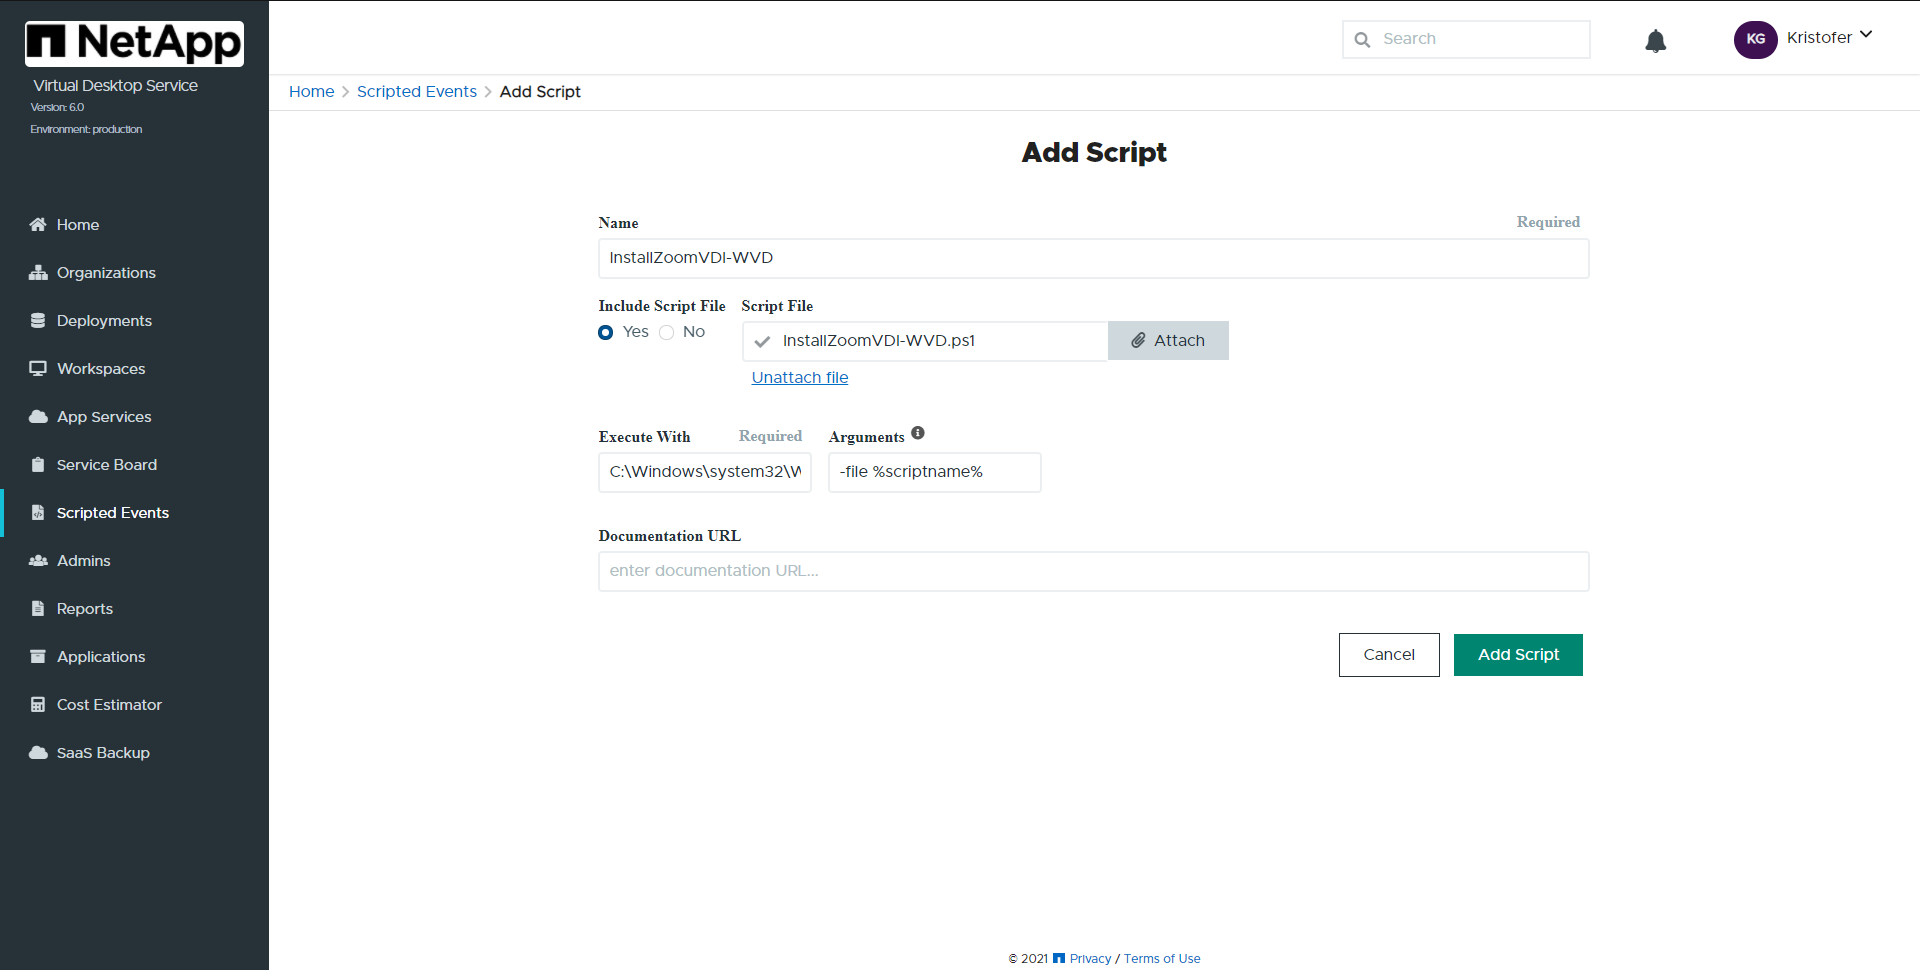 NetApp
Virtual Desktop Service
Version: 6.0
Environment: production
Home
Organizations
Deployments
Workspaces
App Services
Service Board
Scripted Events
Admins
Reports
Applications
Cost Estimator
SaaS Backup
Search
KG Kristofer
Home > Scripted Events > Add Script
Add Script
Name Required
InstallZoomVDI-WVD
Include Script File Script File
Yes No InstallZoomVDI-WVD.ps1 Attach
Unattach file
Execute With Required Arguments
C:\Windows\system32\W -file %scriptname%
Documentation URL
enter documentation URL...
Cancel Add Script
© 2021 Privacy / Terms of Use